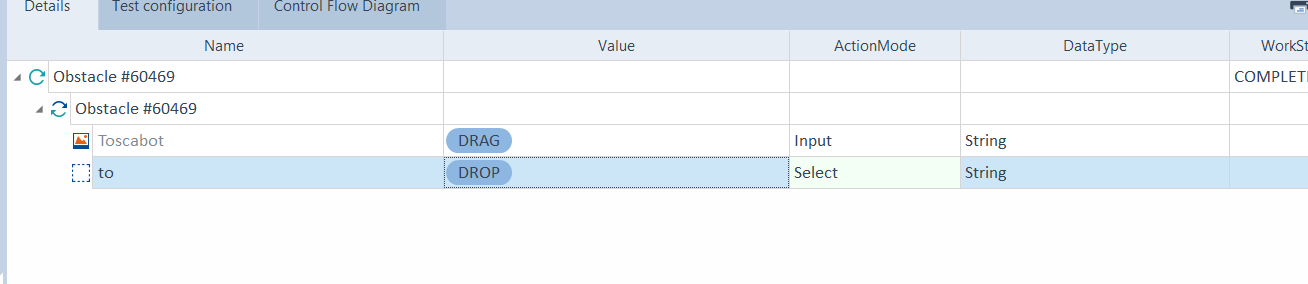 Details Test configuration Control Flow Diagram
Name Value ActionMode DataType WorkSt
Obstacle #60469 COMPLETE
Obstacle #60469
Toscabot DRAG Input String
to DROP Select String